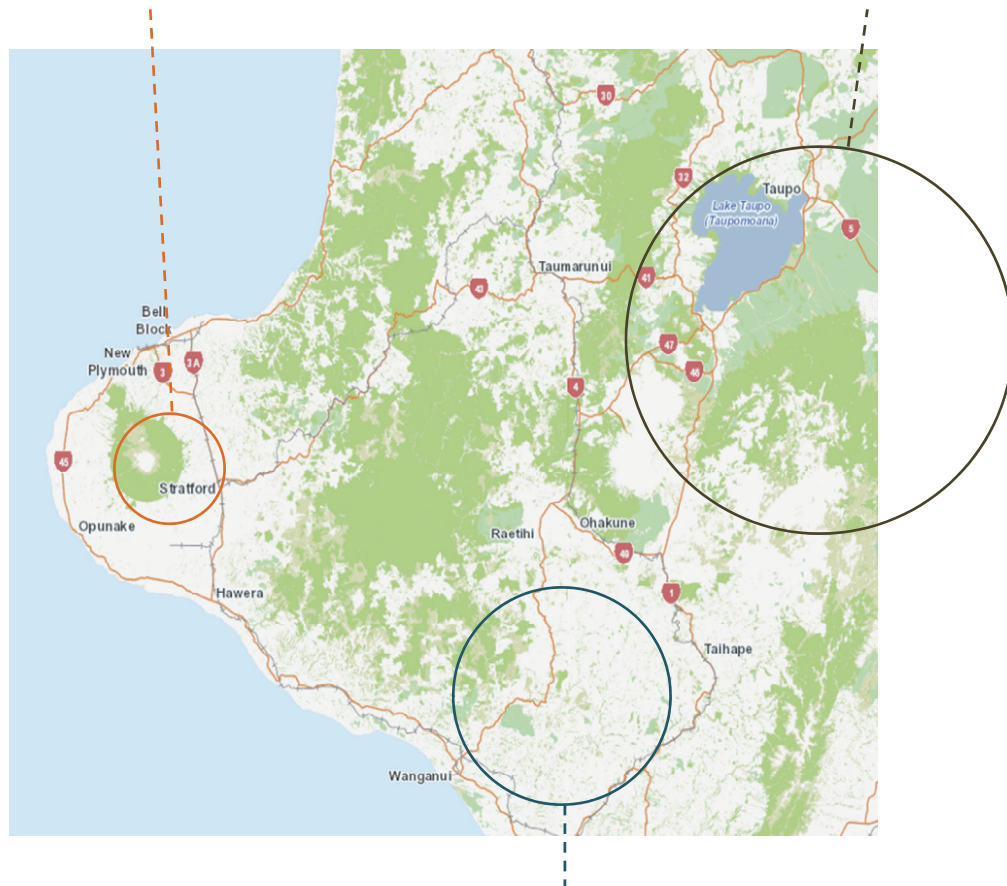 30
32
Taupo
Lake Taupo
(Taupomoana)
5
Taumarunui
41
43
Bell
Block
New
Plymouth
3
3A
47
46
4
45
Stratford
Opunake
Raetihi
Ohakune
49
Hawera
1
Taihape
Wanganui